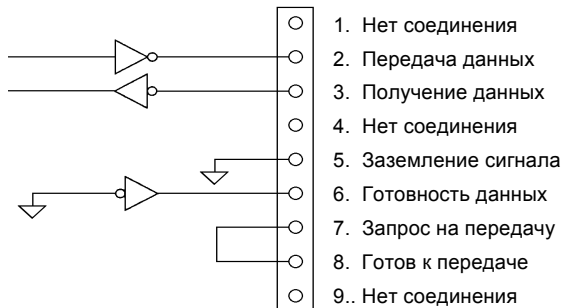 1. Нет соединения
2. Передача данных
3. Получение данных
4. Нет соединения
5. Заземление сигнала
6. Готовность данных
7. Запрос на передачу
8. Готов к передаче
9.. Нет соединения